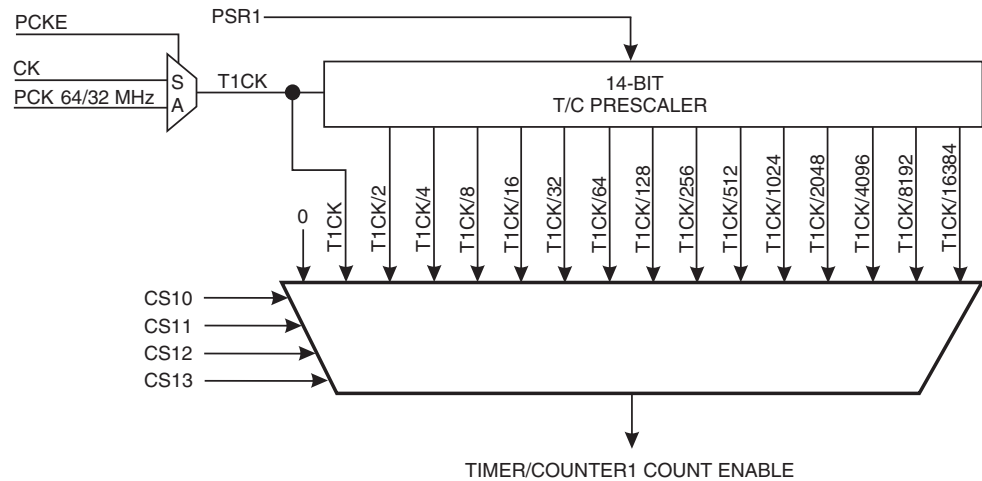 PSR1
PCKE
CK
PCK 64/32 MHz
S
A
T1CK
14-BIT
T/C PRESCALER
0
T1CK
T1CK/2
T1CK/4
T1CK/8
T1CK/16
T1CK/32
T1CK/64
T1CK/128
T1CK/256
T1CK/512
T1CK/1024
T1CK/2048
T1CK/4096
T1CK/8192
T1CK/16384
CS10
CS11
CS12
CS13
TIMER/COUNTER1 COUNT ENABLE